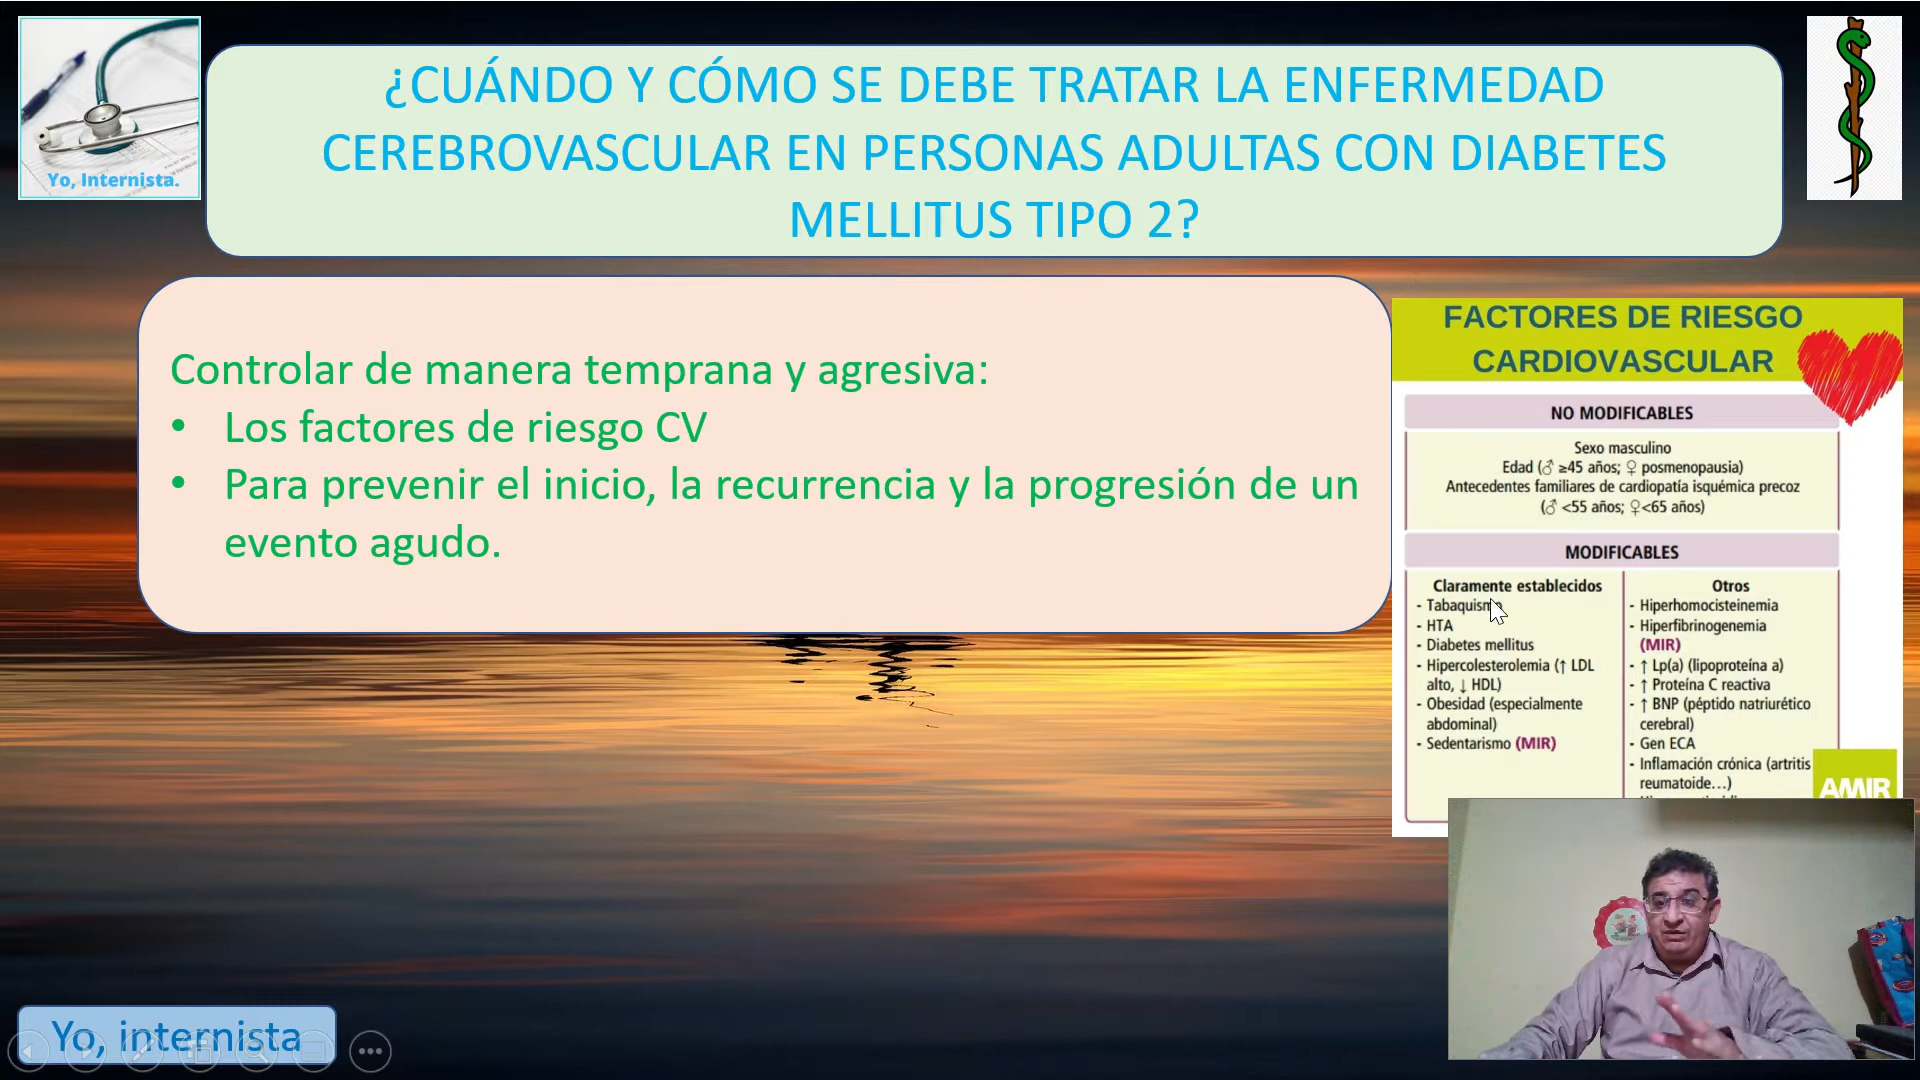 Yo, Internista.
¿CUÁNDO Y CÓMO SE DEBE TRATAR LA ENFERMEDAD
CEREBROVASCULAR EN PERSONAS ADULTAS CON DIABETES
MELLITUS TIPO 2?
Controlar de manera temprana y agresiva:
• Los factores de riesgo CV
• Para prevenir el inicio, la recurrencia y la progresión de un
evento agudo.
FACTORES DE RIESGO
CARDIOVASCULAR
NO MODIFICABLES
Sexo masculino
Edad (♂ ≥45 años; ♀ posmenopausia)
Antecedentes familiares de cardiopatía isquémica precoz
(♂ <55 años; ♀<65 años)
MODIFICABLES
Claramente establecidos
- Tabaquismo
- HTA
- Diabetes mellitus
- Hipercolesterolemia (↑ LDL
alto, ↓ HDL)
- Obesidad (especialmente
abdominal)
- Sedentarismo (MIR)
Otros
- Hiperhomocisteinemia
- Hiperfibrinogenemia
(MIR)
- ↑ Lp(a) (lipoproteína a)
- ↑ Proteína C reactiva
- ↑ BNP (péptido natriurético
cerebral)
- Gen ECA
- Inflamación crónica (artritis
reumatoide...)
AMIR
Yo, internista